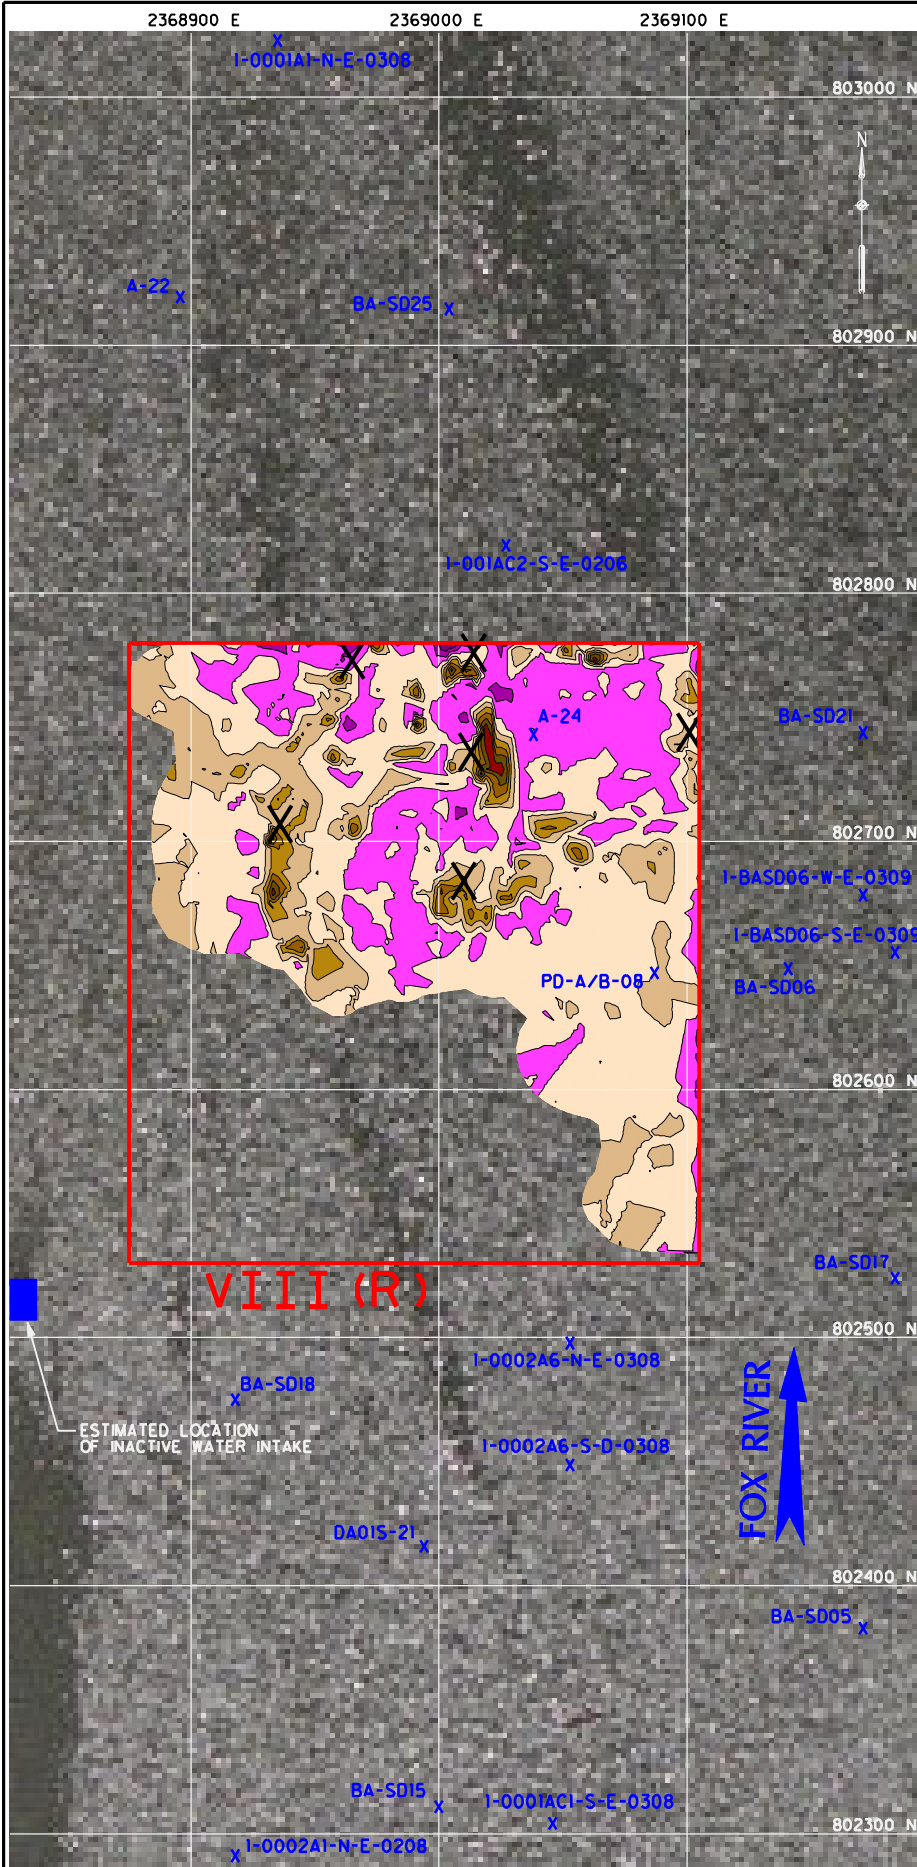 2368900 E
2369000 E
2369100 E
1-0001A1-N-E-0308
803000 N
N
A-22
BA-SD25
802900 N
1-001AC2-S-E-0206
802800 N
A-24
BA-SD21
802700 N
1-BASD06-W-E-0309
1-BASD06-S-E-0309
PD-A/B-08
BA-SD06
802600 N
BA-SD17
VIII (R)
802500 N
1-0002A6-N-E-0308
BA-SD18
ESTIMATED LOCATION
OF INACTIVE WATER INTAKE
FOX RIVER
1-0002A6-S-D-0308
DA01S-21
802400 N
BA-SD05
BA-SD15
1-0001AC1-S-E-0308
802300 N
1-0002A1-N-E-0208